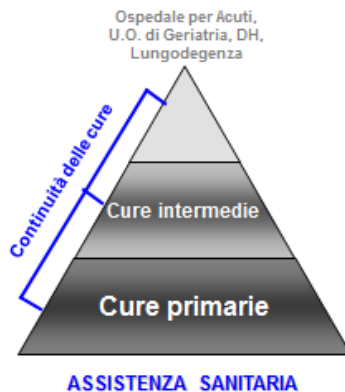 Ospedale per Acuti,
U.O. di Geriatria, DH,
Lungodegenza
Continuità delle cure
Cure intermedie
Cure primarie
ASSISTENZA SANITARIA